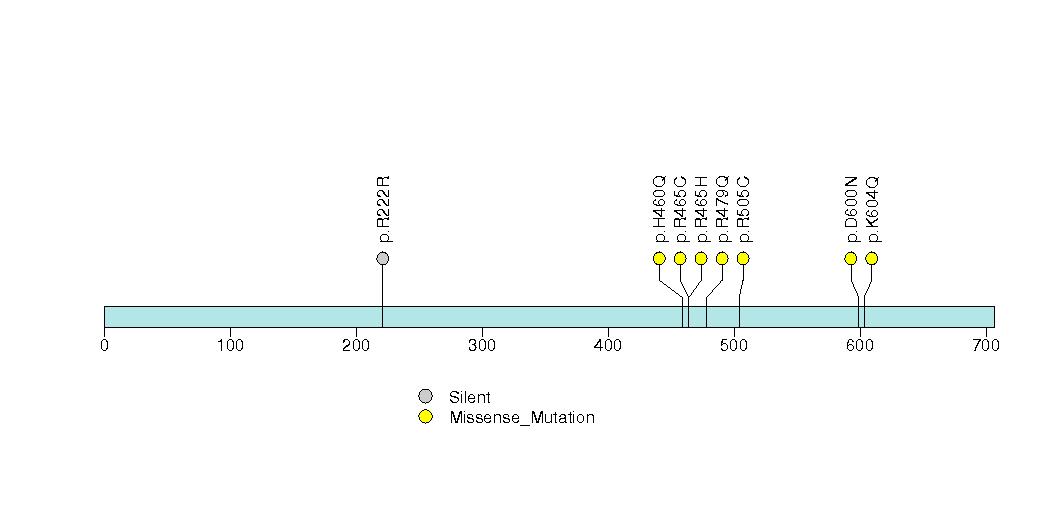 p.R222R
p.H460Q
p.R465C
p.R465H
p.R479Q
p.R505C
p.D600N
p.K604Q
0 100 200 300 400 500 600 700
Silent
Missense_Mutation